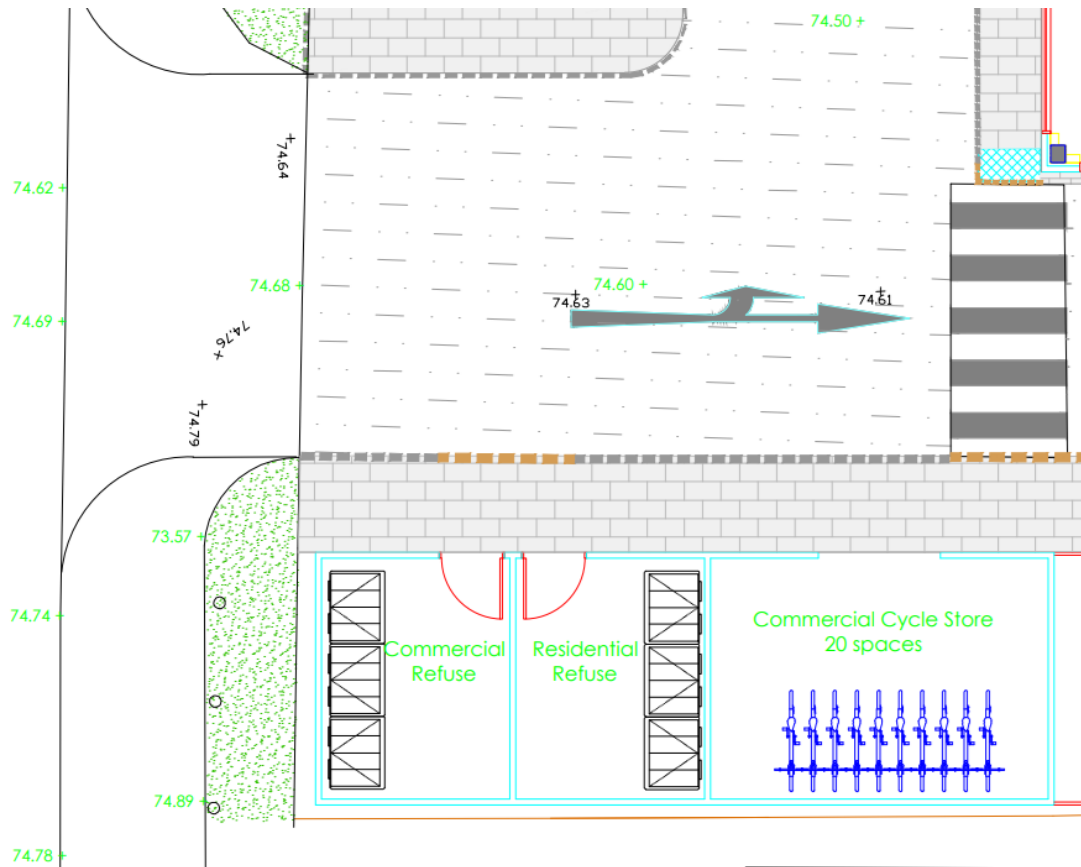 74.50
74.64
74.62
74.68
74.60
74.63
74.61
74.69
74.76
74.79
73.57
74.74
Commercial Cycle Store
20 spaces
Commercial
Refuse
Residential
Refuse
74.89
74.78